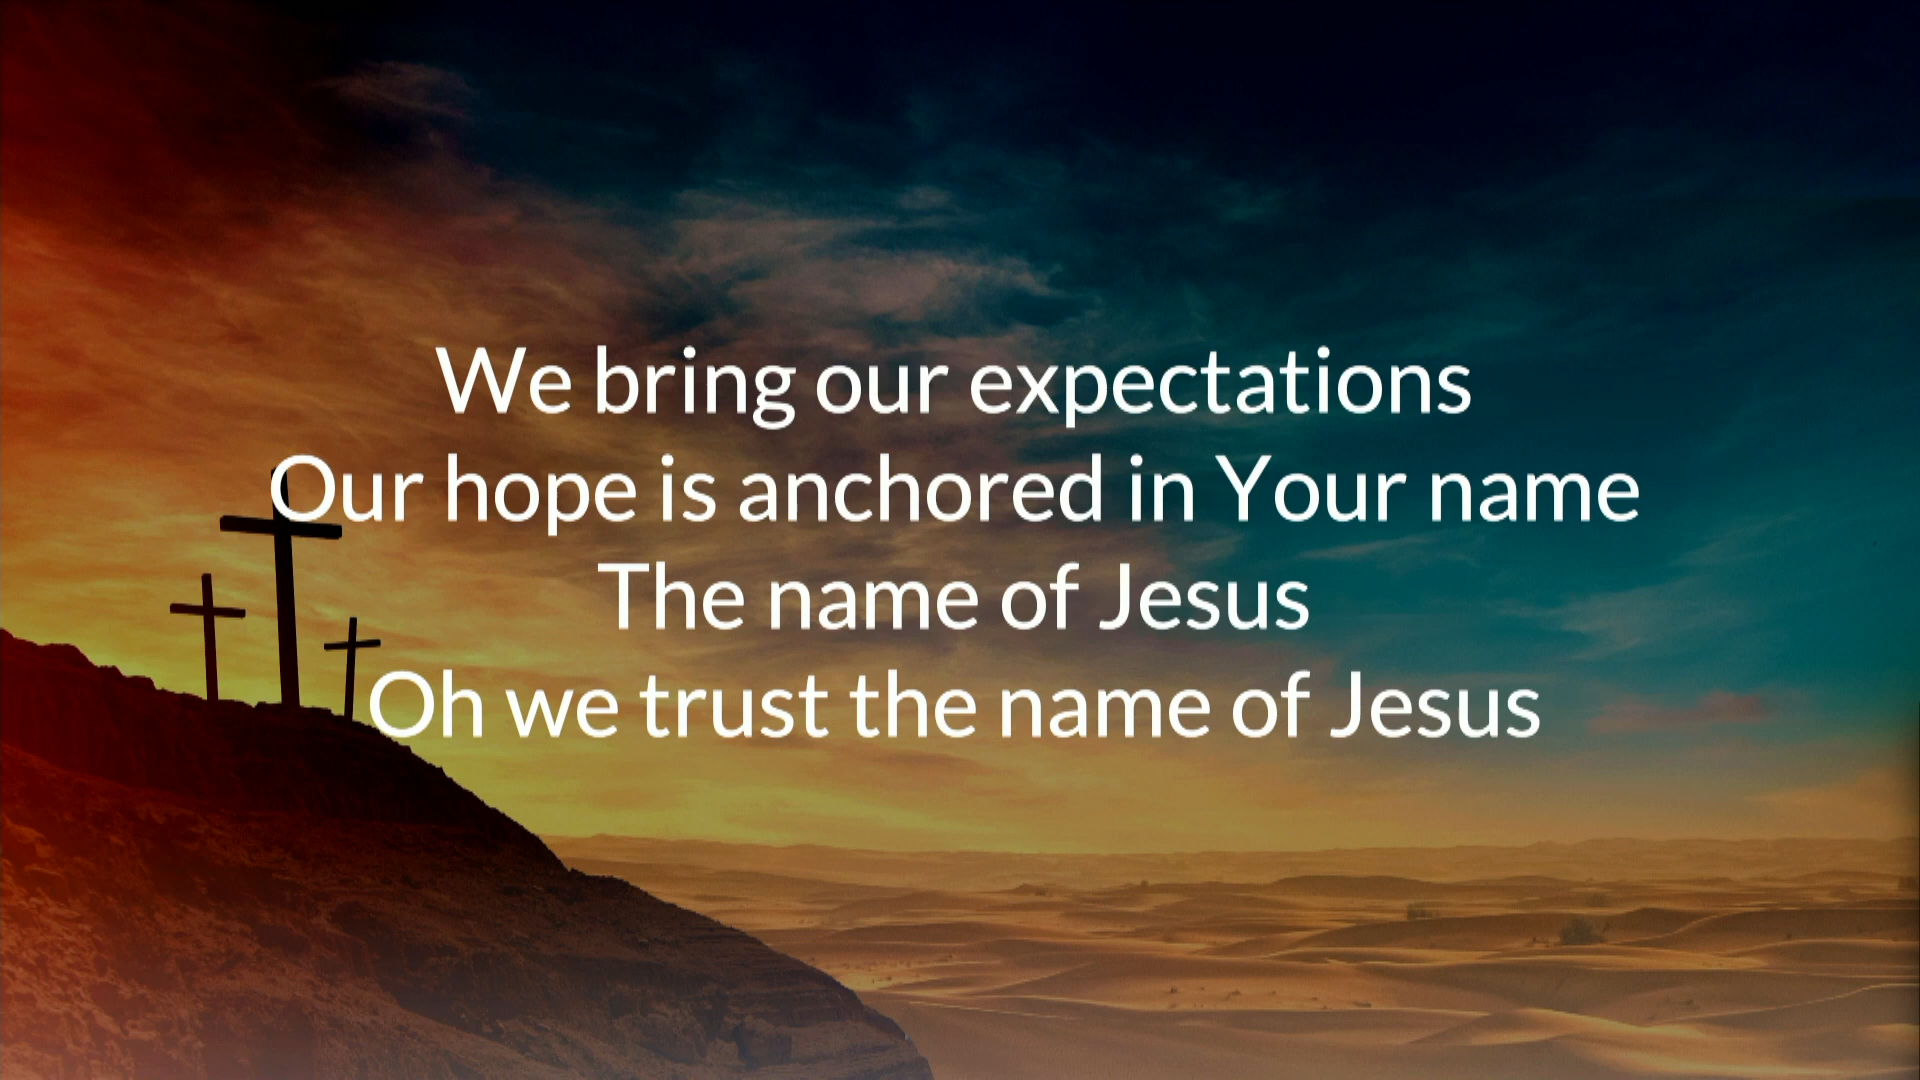 We bring our expectations
Our hope is anchored in Your name
The name of Jesus
Oh we trust the name of Jesus